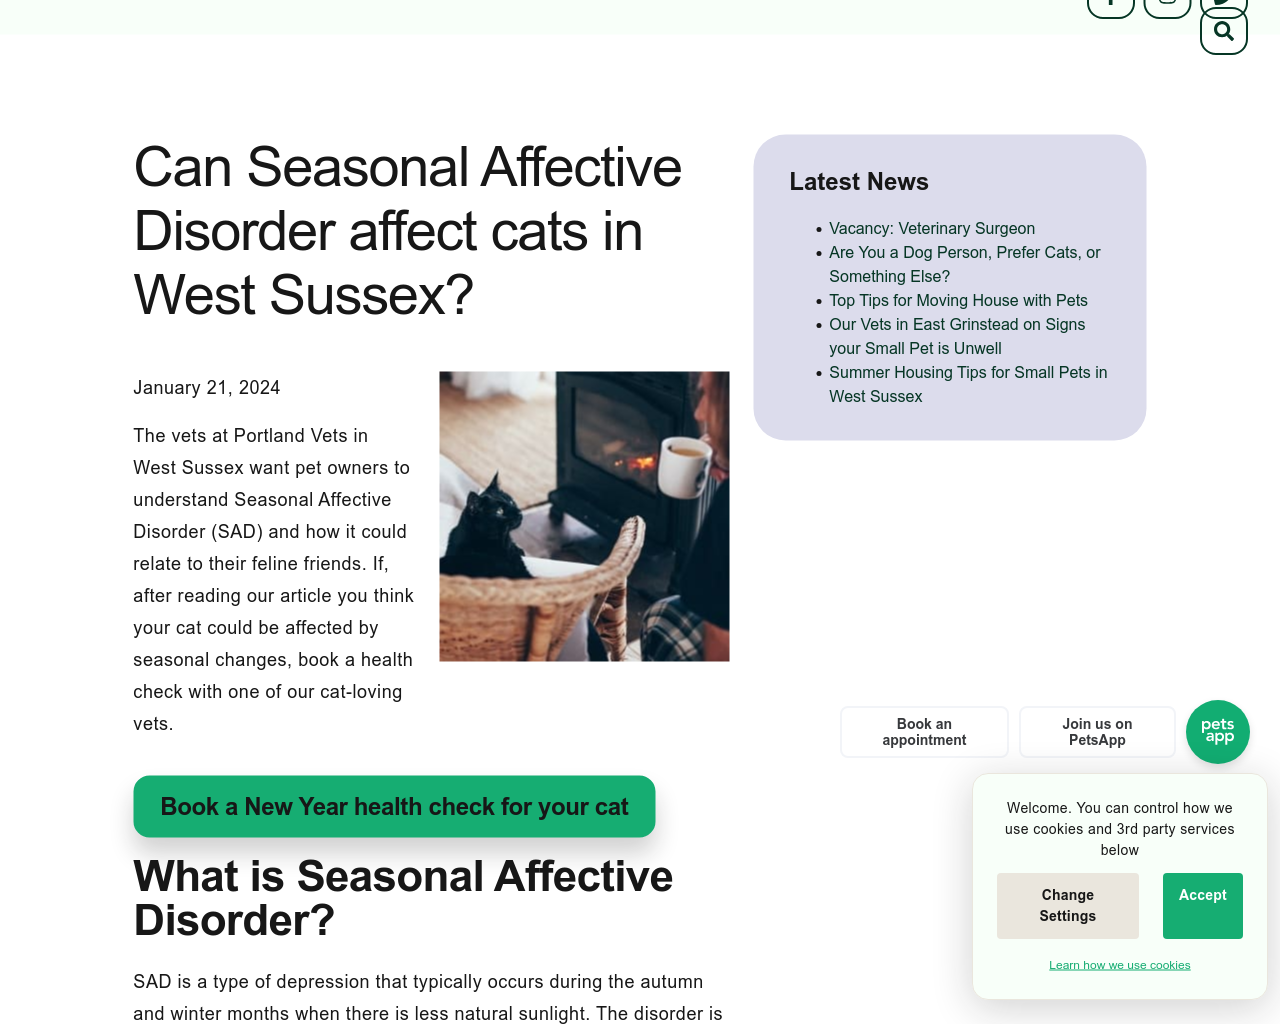 Can Seasonal Affective
Disorder affect cats in
West Sussex?
January 21, 2024
The vets at Portland Vets in
West Sussex want pet owners to
understand Seasonal Affective
Disorder (SAD) and how it could
relate to their feline friends. If,
after reading our article you think
your cat could be affected by
seasonal changes, book a health
check with one of our cat-loving
vets.
Book a New Year health check for your cat
What is Seasonal Affective
Disorder?
SAD is a type of depression that typically occurs during the autumn
and winter months when there is less natural sunlight. The disorder is
Latest News
• Vacancy: Veterinary Surgeon
• Are You a Dog Person, Prefer Cats, or
Something Else?
• Top Tips for Moving House with Pets
• Our Vets in East Grinstead on Signs
your Small Pet is Unwell
• Summer Housing Tips for Small Pets in
West Sussex
Book an
appointment
Join us on
PetsApp
pets
app
Welcome. You can control how we
use cookies and 3rd party services
below
Change
Settings
Accept
Learn how we use cookies